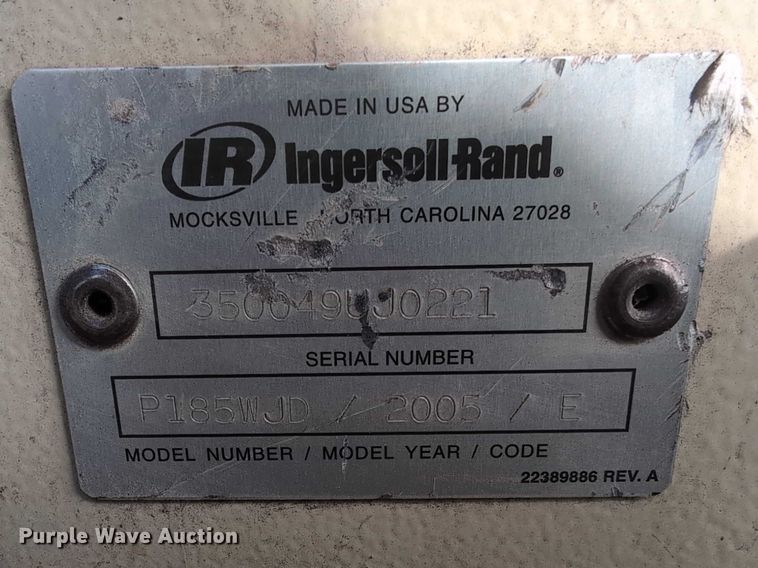 MADE IN USA BY
IR Ingersoll-Rand®
MOCKSVILLE NORTH CAROLINA 27028
350049UJ0221
SERIAL NUMBER
P185WJD / 2005 / E
MODEL NUMBER / MODEL YEAR / CODE
22389886 REV. A
Purple Wave Auction